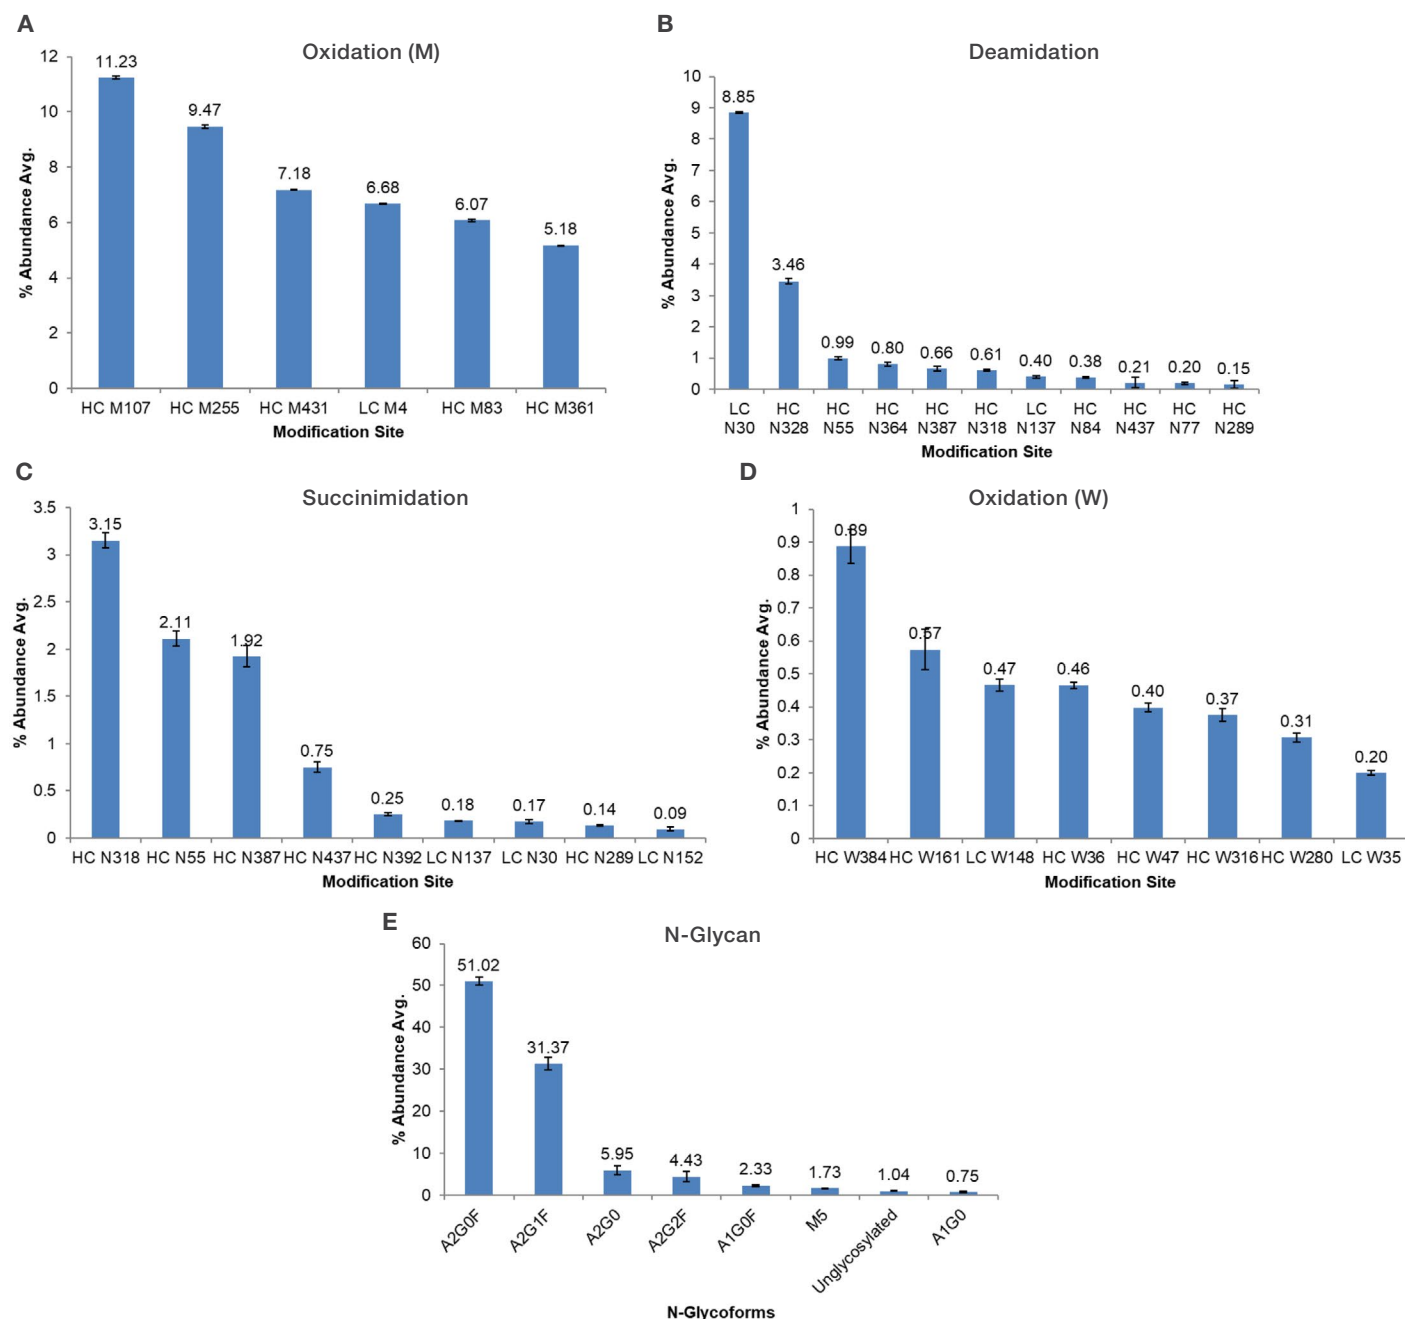 A
Oxidation (M)
% Abundance Avg.
12
10
8
6
4
2
0
11.23
9.47
7.18
6.68
6.07
5.18
HC M107 HC M255 HC M431 LC M4 HC M83 HC M361
Modification Site
B
Deamidation
% Abundance Avg.
10
9
8
7
6
5
4
3
2
1
0
8.85
3.46
0.99
0.80
0.66
0.61
0.40
0.38
0.21
0.20
0.15
LC HC HC HC HC HC LC HC HC HC HC
N30 N328 N55 N364 N387 N318 N137 N84 N437 N77 N289
Modification Site
C
Succinimidation
% Abundance Avg.
3.5
3
2.5
2
1.5
1
0.5
0
3.15
2.11
1.92
0.75
0.25
0.18
0.17
0.14
0.09
HC N318 HC N55 HC N387 HC N437 HC N392 LC N137 LC N30 HC N289 LC N152
Modification Site
D
Oxidation (W)
% Abundance Avg.
1
0.9
0.8
0.7
0.6
0.5
0.4
0.3
0.2
0.1
0
0.89
0.57
0.47
0.46
0.40
0.37
0.31
0.20
HC W384 HC W161 LC W148 HC W36 HC W47 HC W316 HC W280 LC W35
Modification Site
E
N-Glycan
% Abundance Avg.
60
50
40
30
20
10
0
51.02
31.37
5.95
4.43
2.33
1.73
1.04
0.75
A2G0F
A2G1F
A2G0
A2G2F
A1G0F
M5
Unglycosylated
A1G0
N-Glycoforms